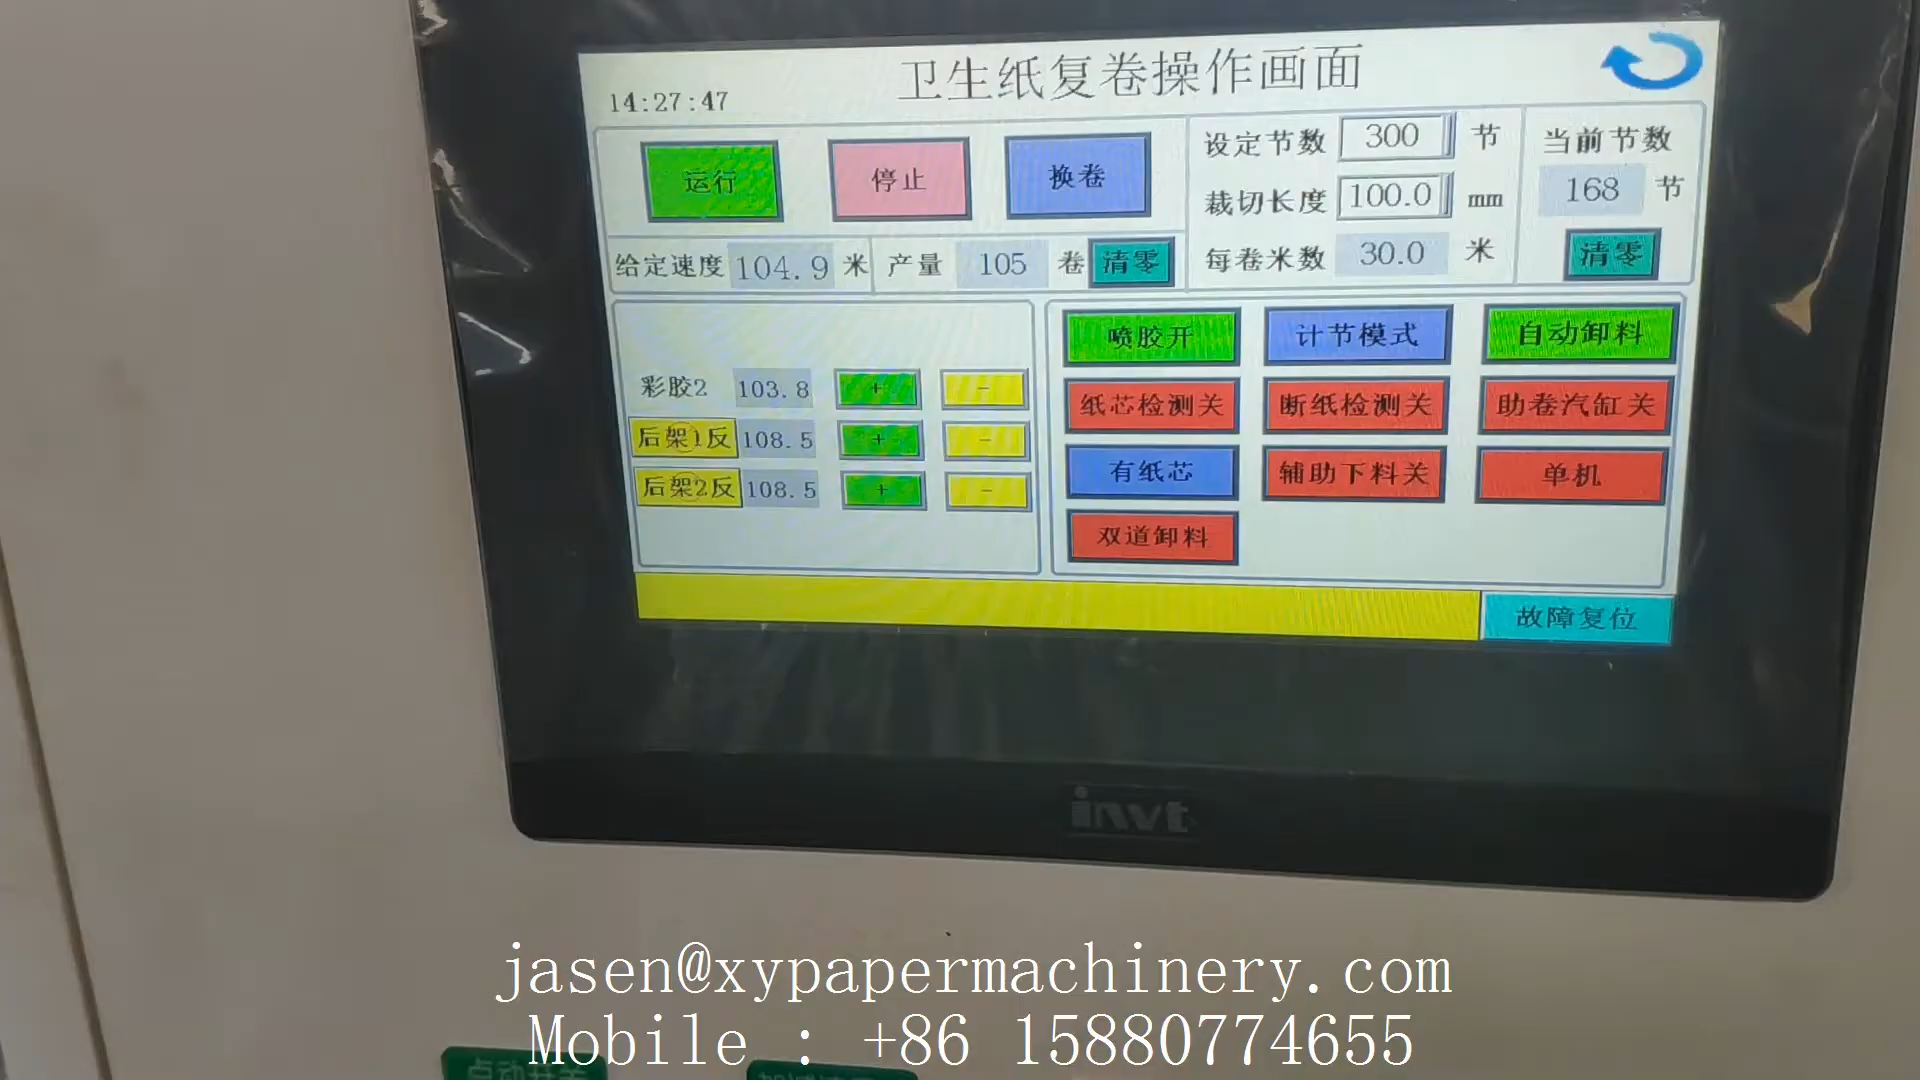 卫生纸复卷操作画面
14:27:47
运行 停止 换卷
设定节数 300 节
裁切长度 100.0 mm
每卷米数 30.0 米
当前节数
168 节
清零
给定速度 104.9 米 产量 105 卷 清零
彩胶2 103.8 + -
后架1反 108.5 + -
后架2反 108.5 + -
喷胶开 计节模式 自动卸料
纸芯检测关 断纸检测关 助卷汽缸关
有纸芯 辅助下料关 单机
双道卸料
故障复位
invt
jasen@xypapermachinery.com
Mobile : +86 15880774655
点动开关